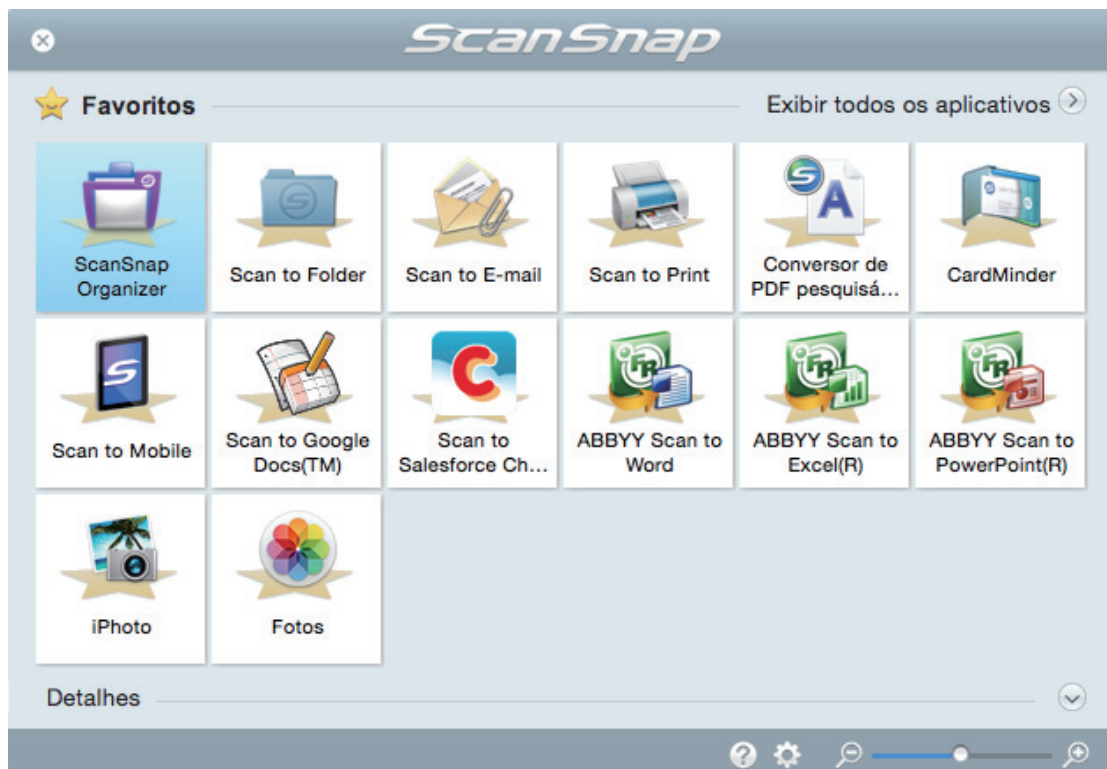 ScanSnap
Favoritos
Exibir todos os aplicativos
ScanSnap
Organizer
Scan to Folder
Scan to E-mail
Scan to Print
Conversor de
PDF pesquisá...
CardMinder
Scan to Mobile
Scan to Google
Docs(TM)
Scan to
Salesforce Ch...
ABBYY Scan to
Word
ABBYY Scan to
Excel(R)
ABBYY Scan to
PowerPoint(R)
iPhoto
Fotos
Detalhes